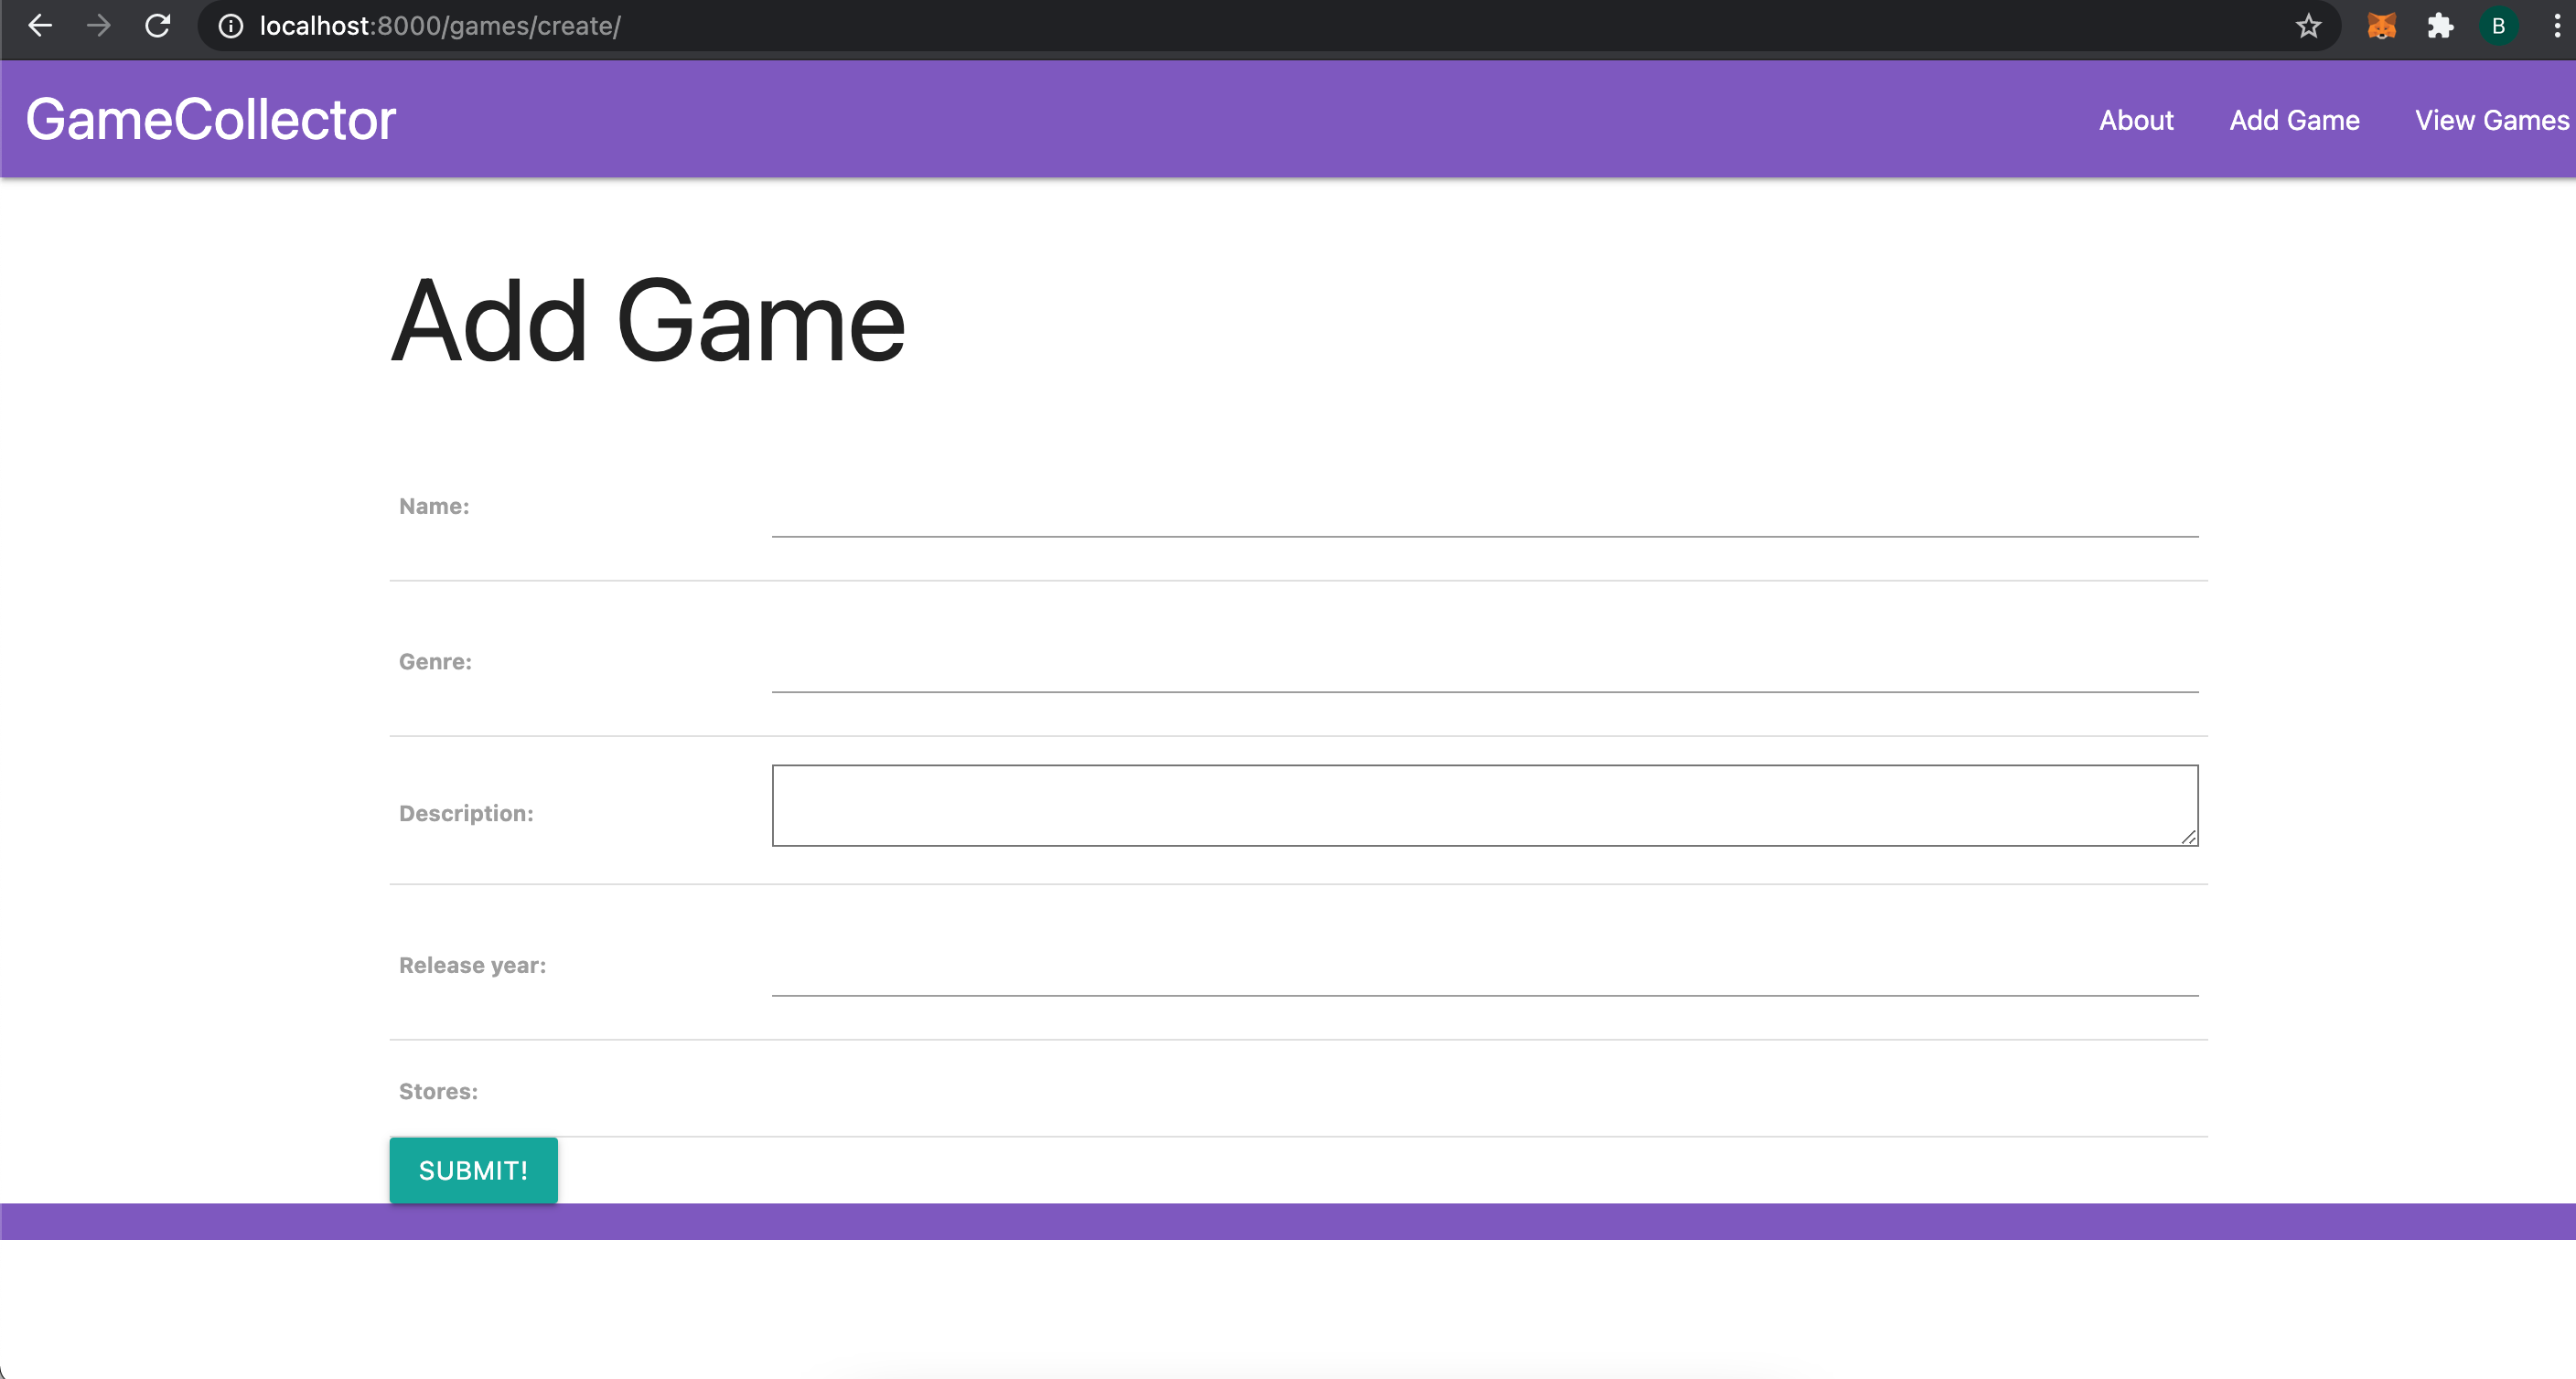 localhost:8000/games/create/
B
GameCollector
About Add Game View Games
Add Game
Name:
Genre:
Description:
Release year:
Stores:
SUBMIT!